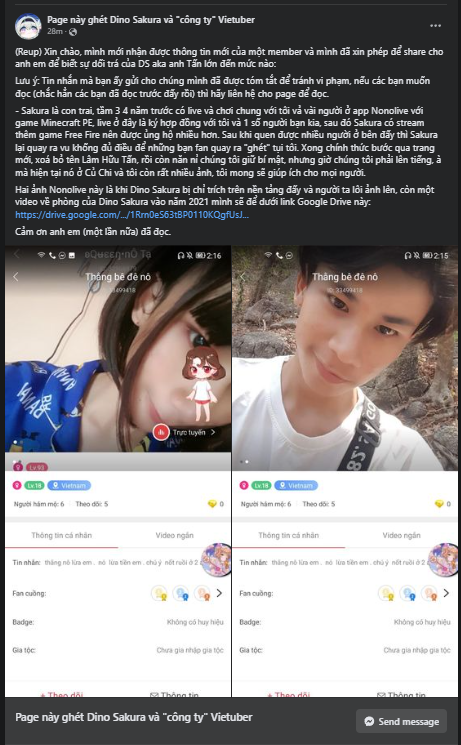 Page này ghét Dino Sakura và "công ty" Vietuber
28m
(Reup) Xin chào, mình mới nhận được thông tin mới của một member và mình đã xin phép để share cho
anh em để biết sự dối trá của DS aka anh Tấn lớn đến mức nào:
Lưu ý: Tin nhắn mà bạn ấy gửi cho chúng mình đã được tóm tắt để tránh vi phạm, nếu các bạn muốn
đọc (chắc hẳn các bạn đã đọc trước đấy rồi) thì hãy liên hệ cho page để đọc.
- Sakura là con trai, tầm 3 4 năm trước có live và chơi chung với tôi và vài người ở app Nonolive với
game Minecraft PE, live ở đây là ký hợp đồng với tôi và 1 số người bạn kia, sau đó Sakura có stream
thêm game Free Fire nên được ủng hộ nhiều hơn. Sau khi quen được nhiều người ở bên đấy thì Sakura
lại quay ra vu khống đủ điều để những bạn fan quay ra "ghét" tụi tôi. Xong chính thức bước qua trang
mới, xoá bỏ tên Lâm Hữu Tấn, rồi còn năn nỉ chúng tôi giữ bí mật, nhưng giờ chúng tôi phải lên tiếng, à
mà hiện tại nó ở Củ Chi và tôi còn rất nhiều ảnh, tôi mong sẽ giúp ích cho mọi người.
Hai ảnh Nonolive này là khi Dino Sakura bị chỉ trích trên nền tảng đấy và người ta lôi ảnh lên, còn một
video về phòng của Dino Sakura vào năm 2021 mình sẽ để dưới link Google Drive này:
https://drive.google.com/.../1Rm0eS63tBP0110KQgfUsJ...
Cảm ơn anh em (một lần nữa) đã đọc.
2:16
Thằng bê đê nô
ID: 33499418
Trực tuyến
Lv.93
Lv.18
Vietnam
Người hâm mộ: 6
Theo dõi: 5
0
Thông tin cá nhân
Video ngắn
Tin nhắn:
thằng nô lừa em . nó lừa tiền em . chú ý nốt ruồi ở 2
Fan cuồng:
Badge:
Không có huy hiệu
Gia tộc:
Chưa gia nhập gia tộc
+ Theo dõi
Thông tin
2:15
Thằng bê đê nô
ID: 33499418
Lv.18
Vietnam
Người hâm mộ: 6
Theo dõi: 5
0
Thông tin cá nhân
Video ngắn
Tin nhắn:
thằng nô lừa em . nó lừa tiền em . chú ý nốt ruồi ở 2
Fan cuồng:
Badge:
Không có huy hiệu
Gia tộc:
Chưa gia nhập gia tộc
+ Theo dõi
Thông tin
Page này ghét Dino Sakura và "công ty" Vietuber
Send message